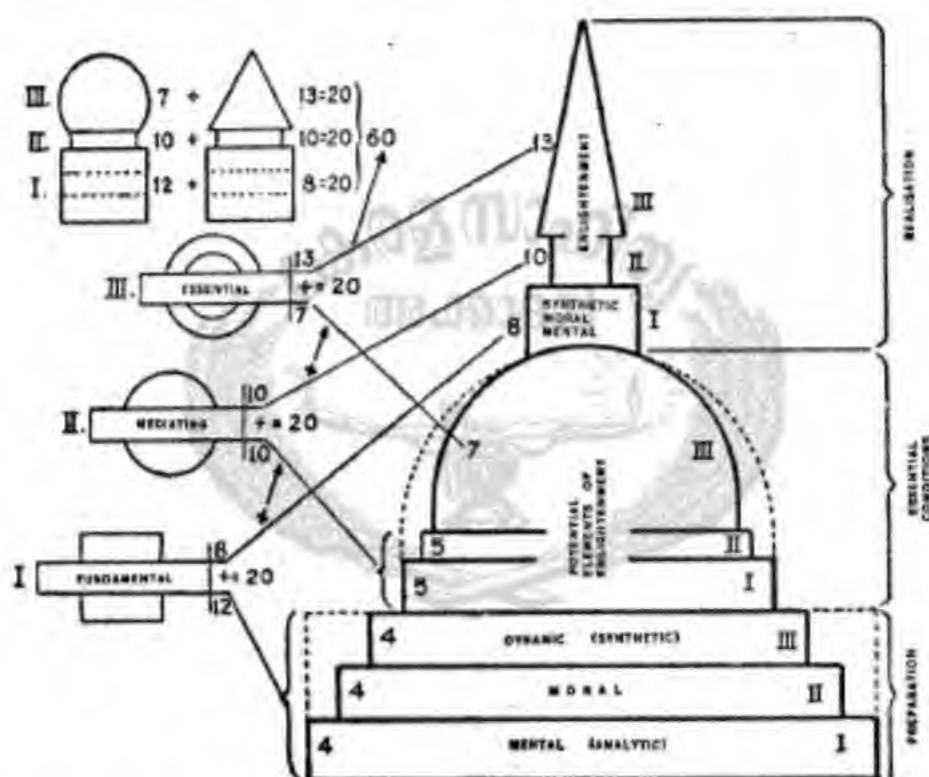 III. 7 + 13=20
II. 10 + 10=20 60
I. 12 + 8=20
III. ESSENTIAL 13 + = 20 7
II. MEDIATING 10 + = 20 10
I FUNDAMENTAL 8 += 20 12
13 ENLIGHTENMENT III
10 II
8 SYNTHETIC MORAL MENTAL I
REALISATION
7 III
POTENTIAL
ELEMENTS OF
ENLIGHTENMENT
5 II
5 I
ESSENTIAL
CONDITIONS
4 DYNAMIC (SYNTHETIC) III
4 MORAL II
4 MENTAL (ANALYTIC) I
PREPARATION